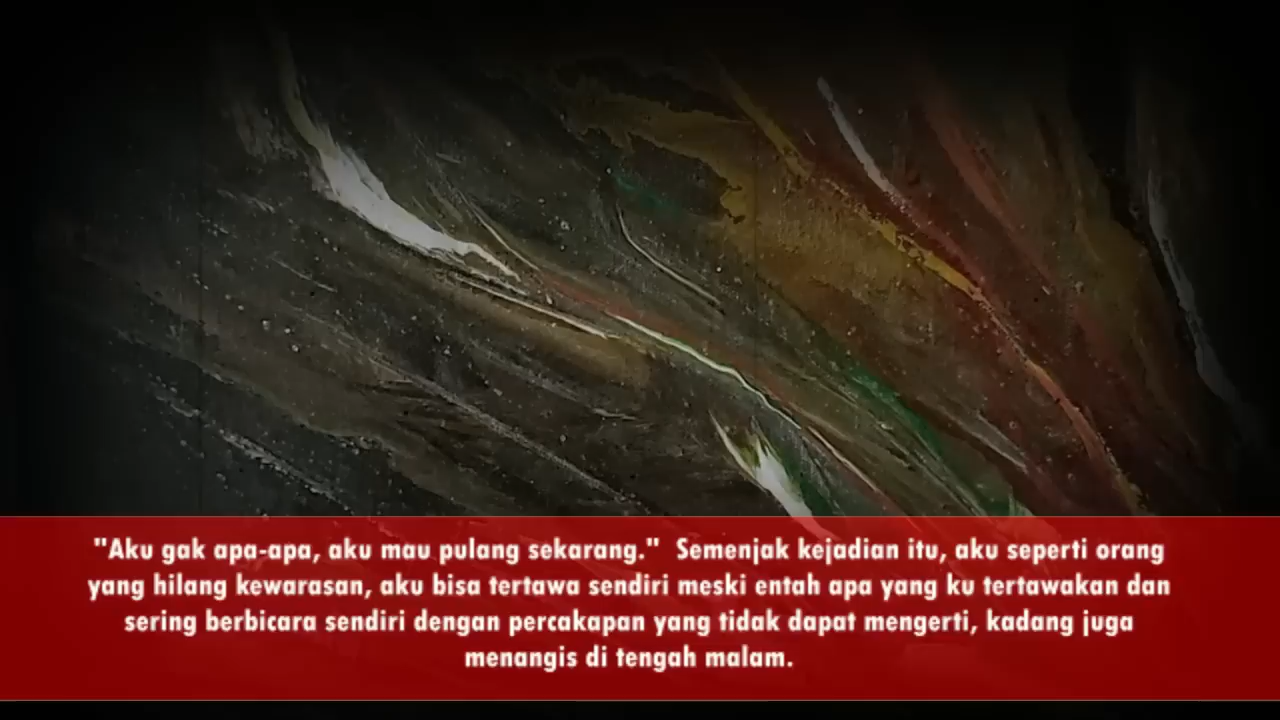 "Aku gak apa-apa, aku mau pulang sekarang."  Semenjak kejadian itu, aku seperti orang
yang hilang kewarasan, aku bisa tertawa sendiri meski entah apa yang ku tertawakan dan
sering berbicara sendiri dengan percakapan yang tidak dapat mengerti, kadang juga
menangis di tengah malam.